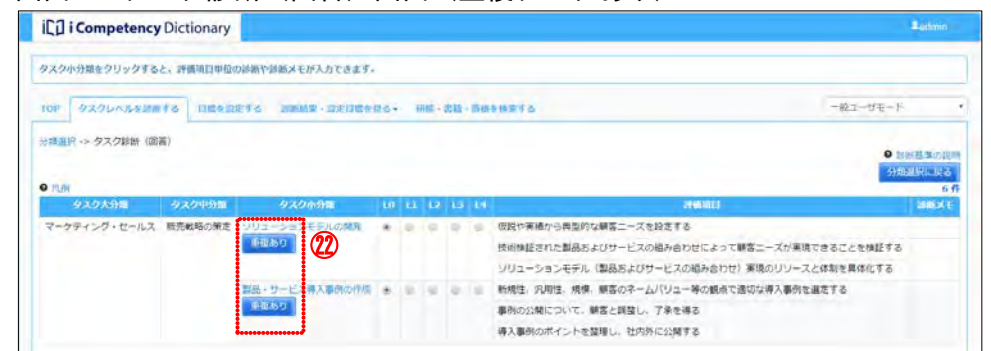 i Competency Dictionary
admin
タスク小分類をクリックすると、評価項目単位の診断や診断メモが入力できます。
TOP タスクレベルを診断する 目標を設定する 診断結果・設定目標を見る 研修・書籍・資格を検索する 一般ユーザモード
分類選択 -> タスク診断（回答）
診断基準の説明
分類選択に戻る
凡例 6 件
タスク大分類 タスク中分類 タスク小分類 L0 L1 L2 L3 L4 評価項目 診断メモ
マーケティング・セールス 販売戦略の策定 ソリューションモデルの開発 仮説や実績から典型的な顧客ニーズを設定する
重複あり ㉒ 技術検証された製品およびサービスの組み合わせによって顧客ニーズが実現できることを検証する
ソリューションモデル（製品およびサービスの組み合わせ）実現のリソースと体制を具体化する
製品・サービス導入事例の作成 新規性、汎用性、規模、顧客のネームバリュー等の観点で適切な導入事例を選定する
重複あり 事例の公開について、顧客と調整し、了承を得る
導入事例のポイントを整理し、社内外に公開する